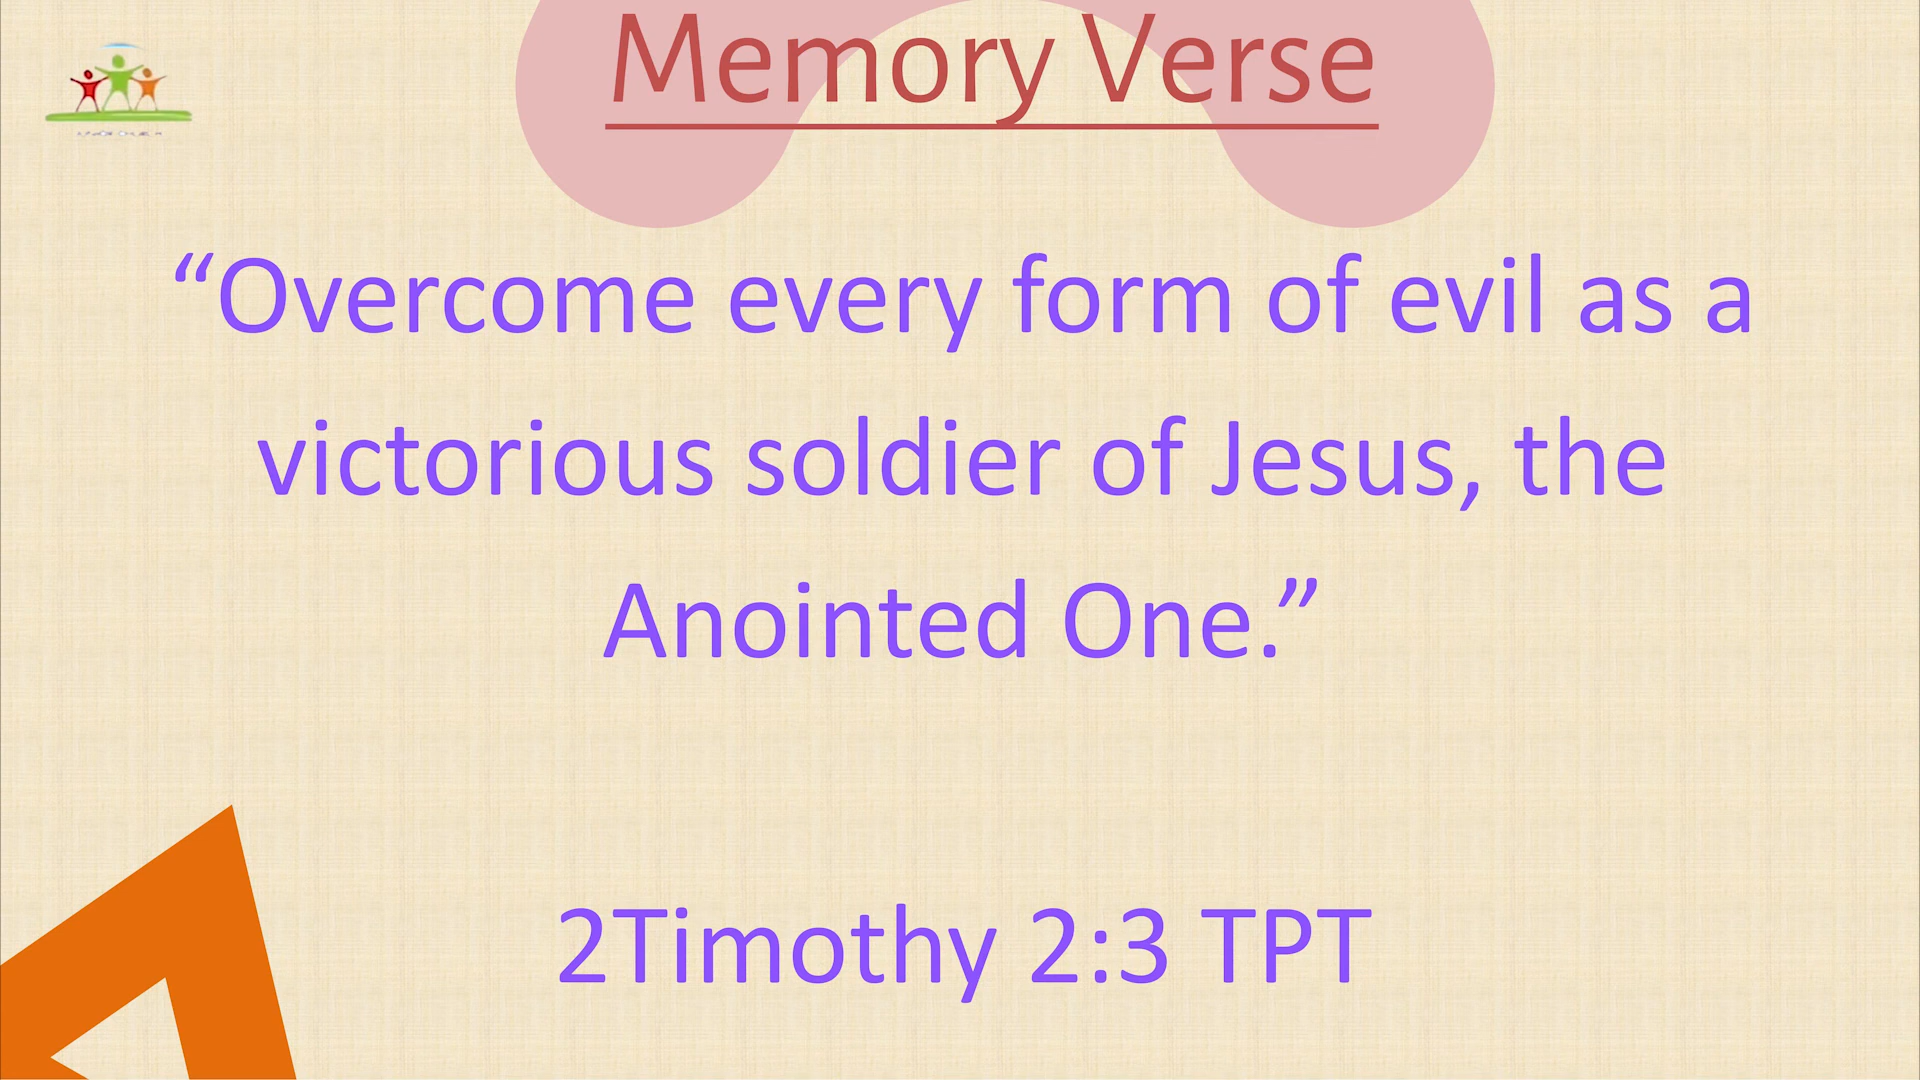 Memory Verse
“Overcome every form of evil as a
victorious soldier of Jesus, the
Anointed One.”
2Timothy 2:3 TPT